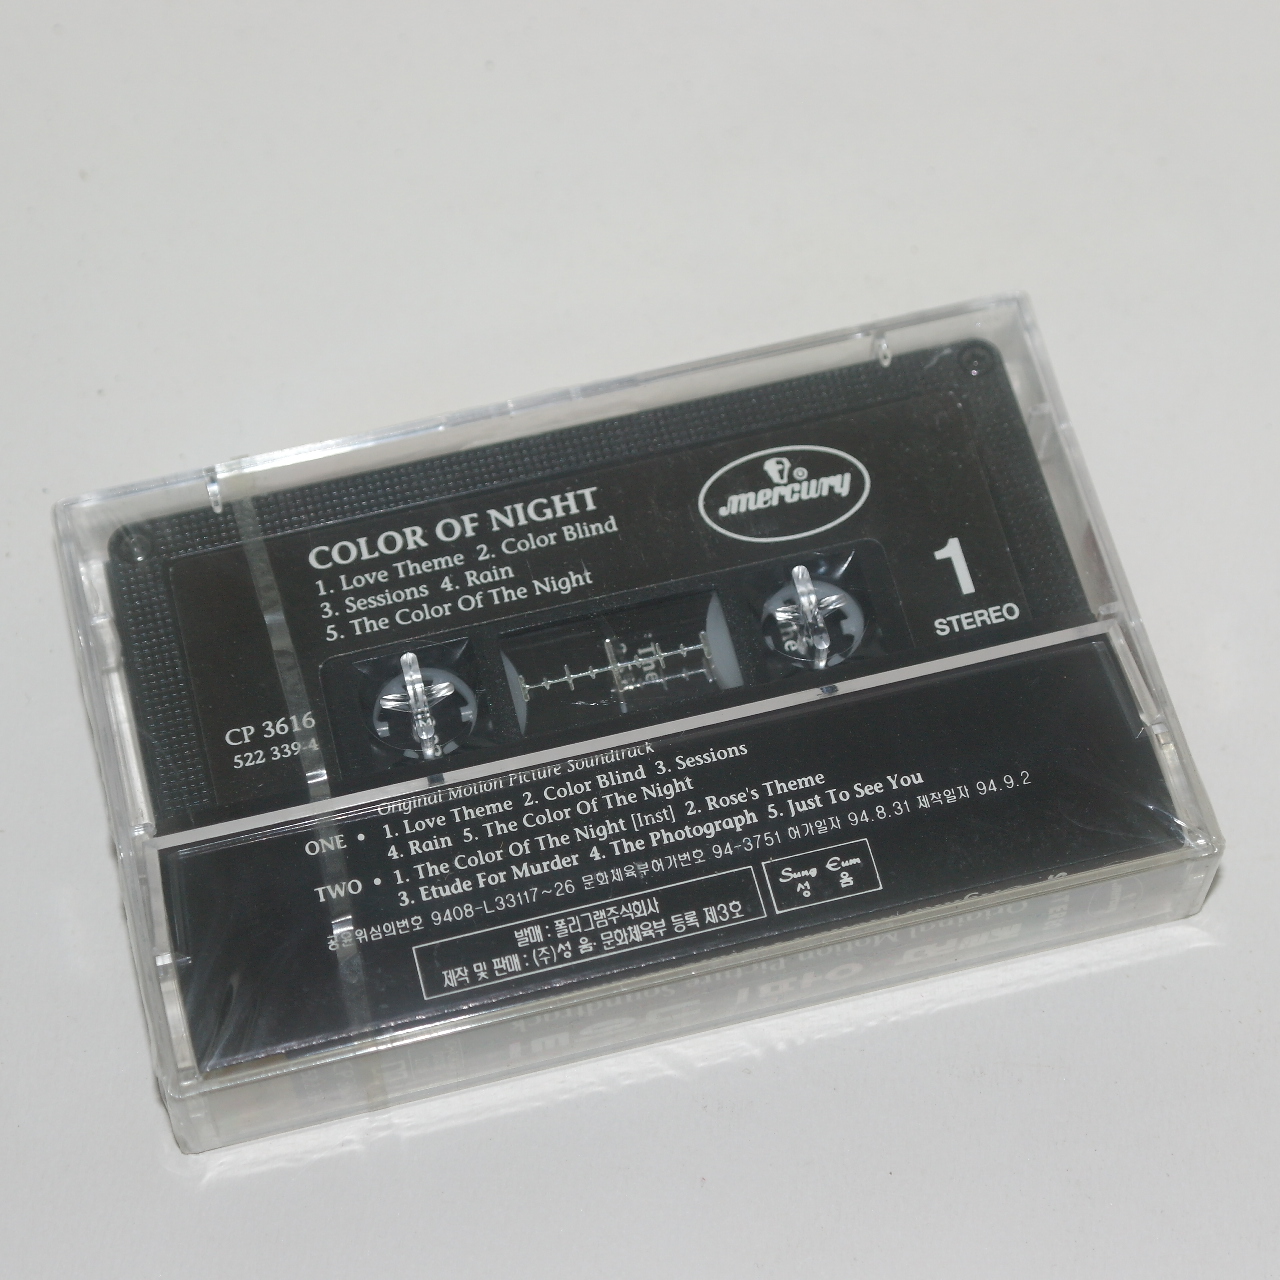 mercury
COLOR OF NIGHT
1. Love Theme 2. Color Blind
3. Sessions 4. Rain
5. The Color Of The Night
1
STEREO
CP 3616
522 339-4
The
The
Original Motion Picture Soundtrack
ONE • 1. Love Theme 2. Color Blind 3. Sessions
4. Rain 5. The Color Of The Night
TWO • 1. The Color Of The Night [Inst] 2. Rose's Theme
3. Etude For Murder 4. The Photograph 5. Just To See You
공윤위심의번호 9408-L33117~26 문화체육부허가번호 94-3751 허가일자 94.8.31 제작일자 94.9.2
발매 : 폴리그램주식회사
제작 및 판매 : (주)성 음· 문화체육부 등록 제3호
Sung Eum
성 음